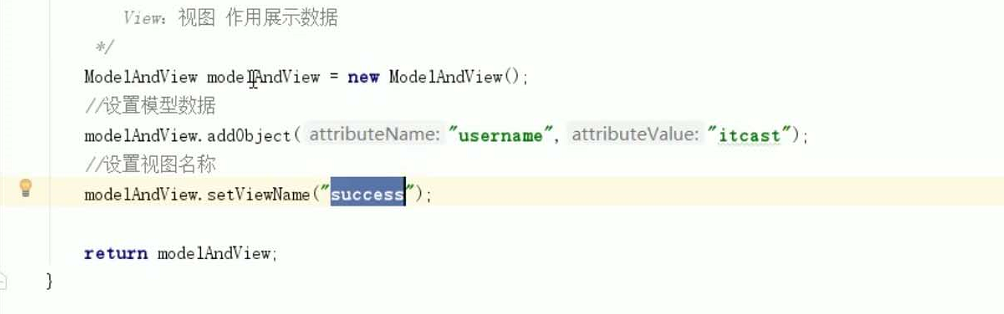 View: 视图 作用展示数据
*/
ModelAndView modelAndView = new ModelAndView();
//设置模型数据
modelAndView.addObject( attributeName: "username", attributeValue: "itcast");
//设置视图名称
modelAndView.setViewName("success");
return modelAndView;
}